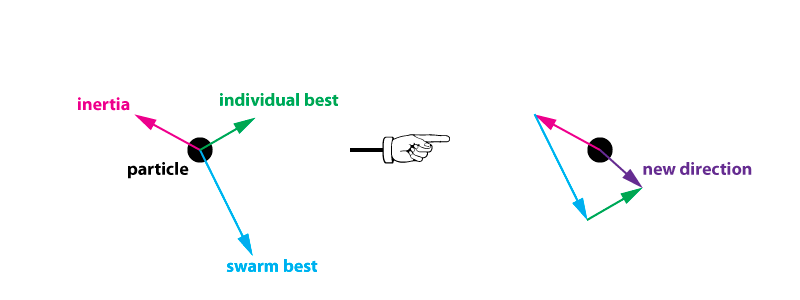 inertia
individual best
particle
swarm best
new direction